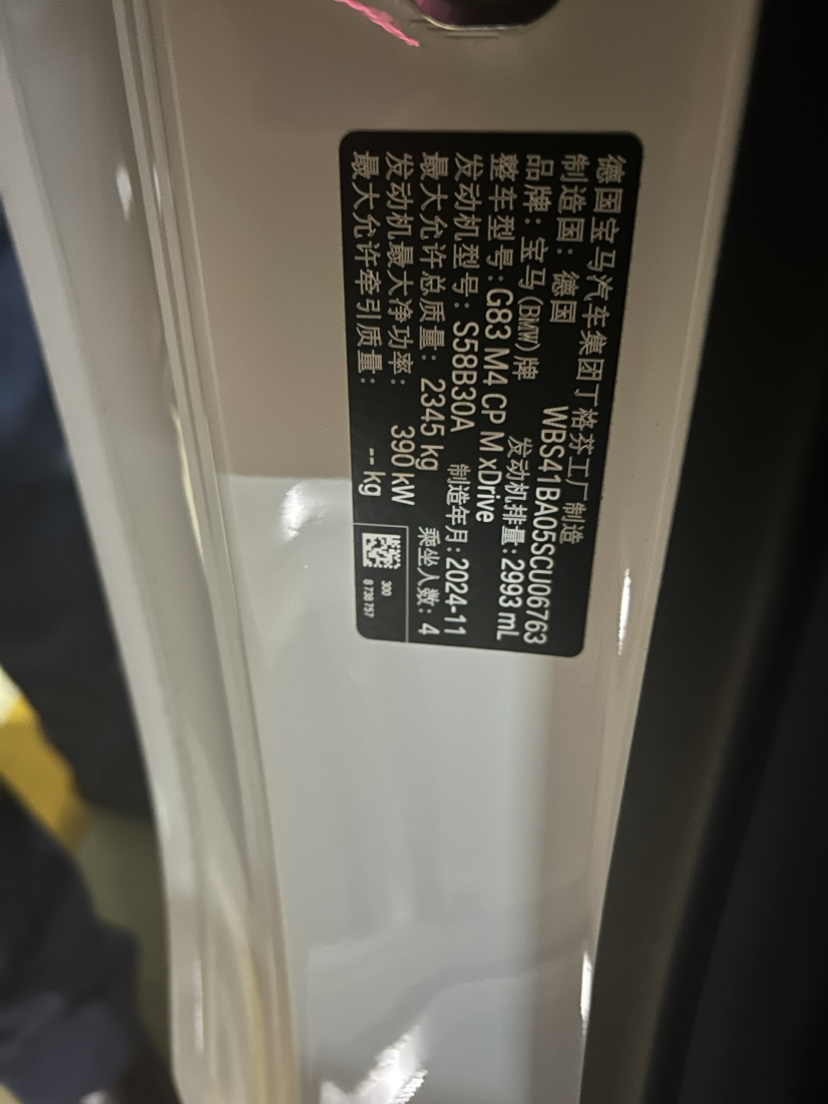 德国宝马汽车集团丁格芬工厂制造
制造国：德国 WBS41BA05SCU06763
品牌：宝马(BMW)牌 发动机排量：2993 mL
整车型号：G83 M4 CP M xDrive
发动机型号：S58B30A 制造年月：2024-11
最大允许总质量：2345 kg 乘坐人数：4
发动机最大净功率：390 kW
最大允许牵引质量：-- kg
300
8 738 757